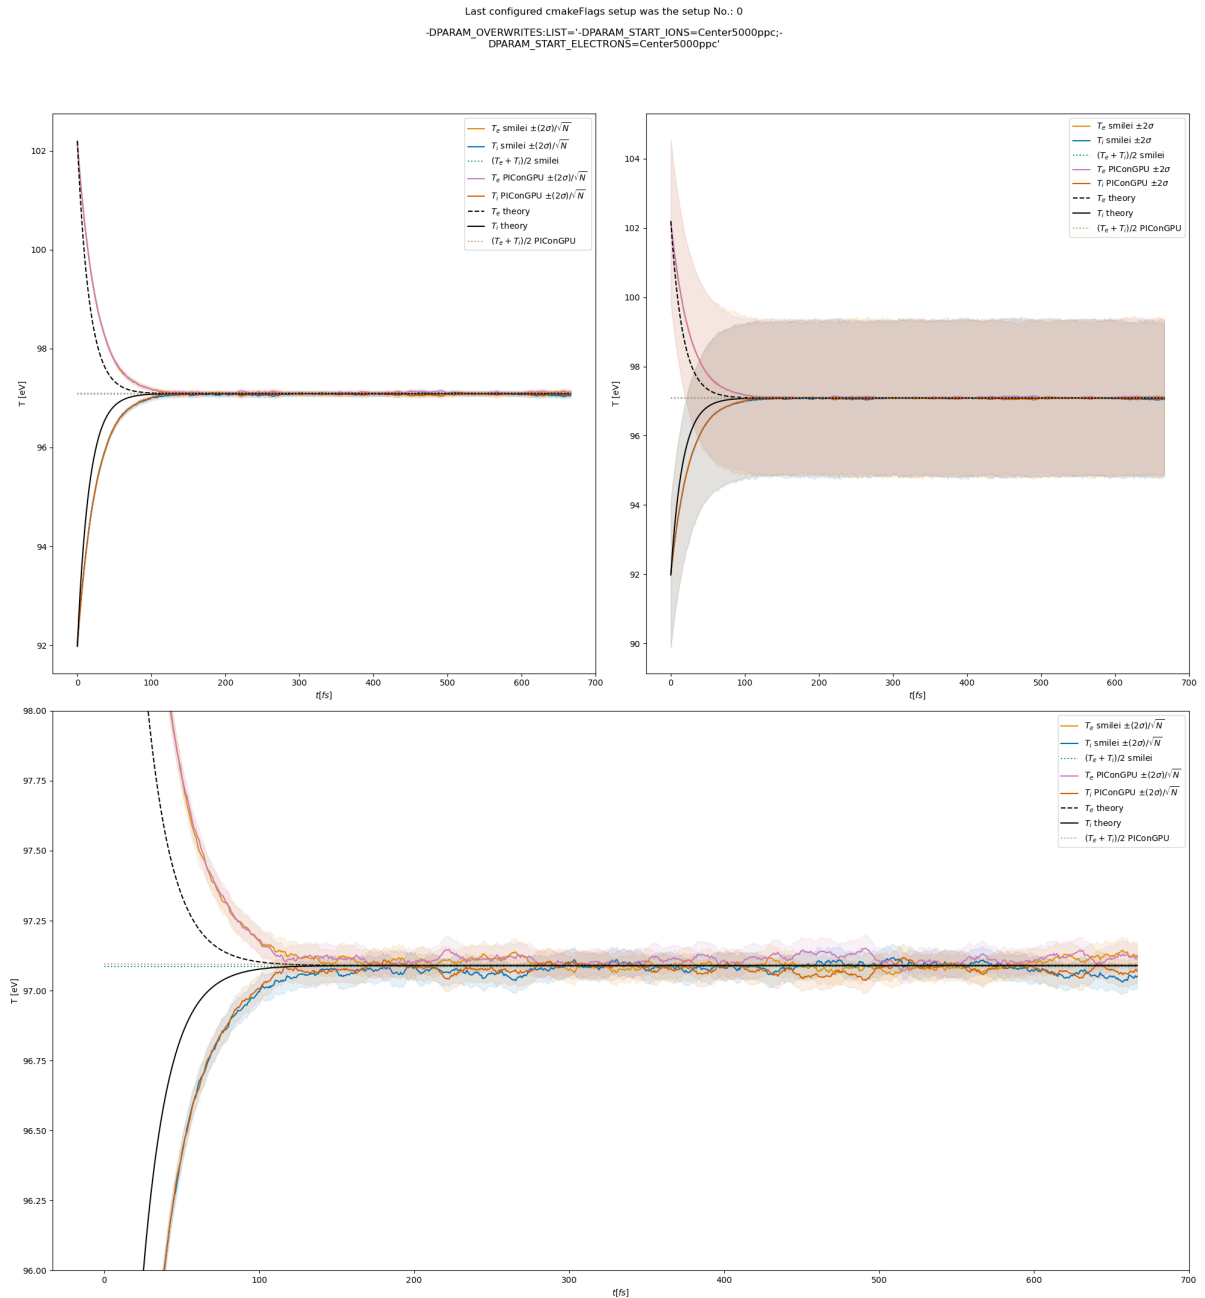 Last configured cmakeFlags setup was the setup No.: 0
-DPARAM_OVERWRITES:LIST='-DPARAM_START_IONS=Center5000ppc;-
DPARAM_START_ELECTRONS=Center5000ppc'
T [eV]
102
100
98
96
94
92
0 100 200 300 400 500 600 700
t[fs]
T_e smilei ±(2σ)/√N
T_i smilei ±(2σ)/√N
(T_e + T_i)/2 smilei
T_e PIConGPU ±(2σ)/√N
T_i PIConGPU ±(2σ)/√N
T_e theory
T_i theory
(T_e + T_i)/2 PIConGPU
T [eV]
104
102
100
98
96
94
92
90
0 100 200 300 400 500 600 700
t[fs]
T_e smilei ±2σ
T_i smilei ±2σ
(T_e + T_i)/2 smilei
T_e PIConGPU ±2σ
T_i PIConGPU ±2σ
T_e theory
T_i theory
(T_e + T_i)/2 PIConGPU
T [eV]
98.00
97.75
97.50
97.25
97.00
96.75
96.50
96.25
96.00
0 100 200 300 400 500 600 700
t[fs]
T_e smilei ±(2σ)/√N
T_i smilei ±(2σ)/√N
(T_e + T_i)/2 smilei
T_e PIConGPU ±(2σ)/√N
T_i PIConGPU ±(2σ)/√N
T_e theory
T_i theory
(T_e + T_i)/2 PIConGPU